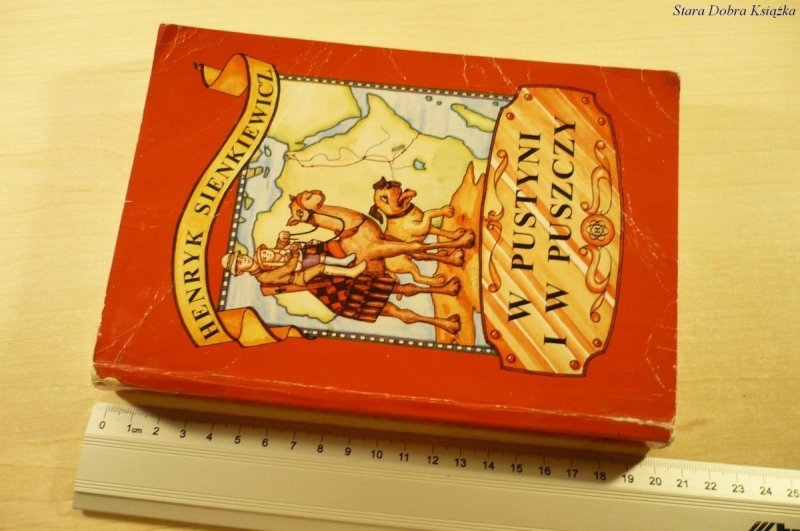 Stara Dobra Książka
HENRYK SIENKIEWICZ
W PUSTYNI
I W PUSZCZY
0 1cm 2 3 4 5 6 7 8 9 10 11 12 13 14 15 16 17 18 19 20 21 22 23 24 25